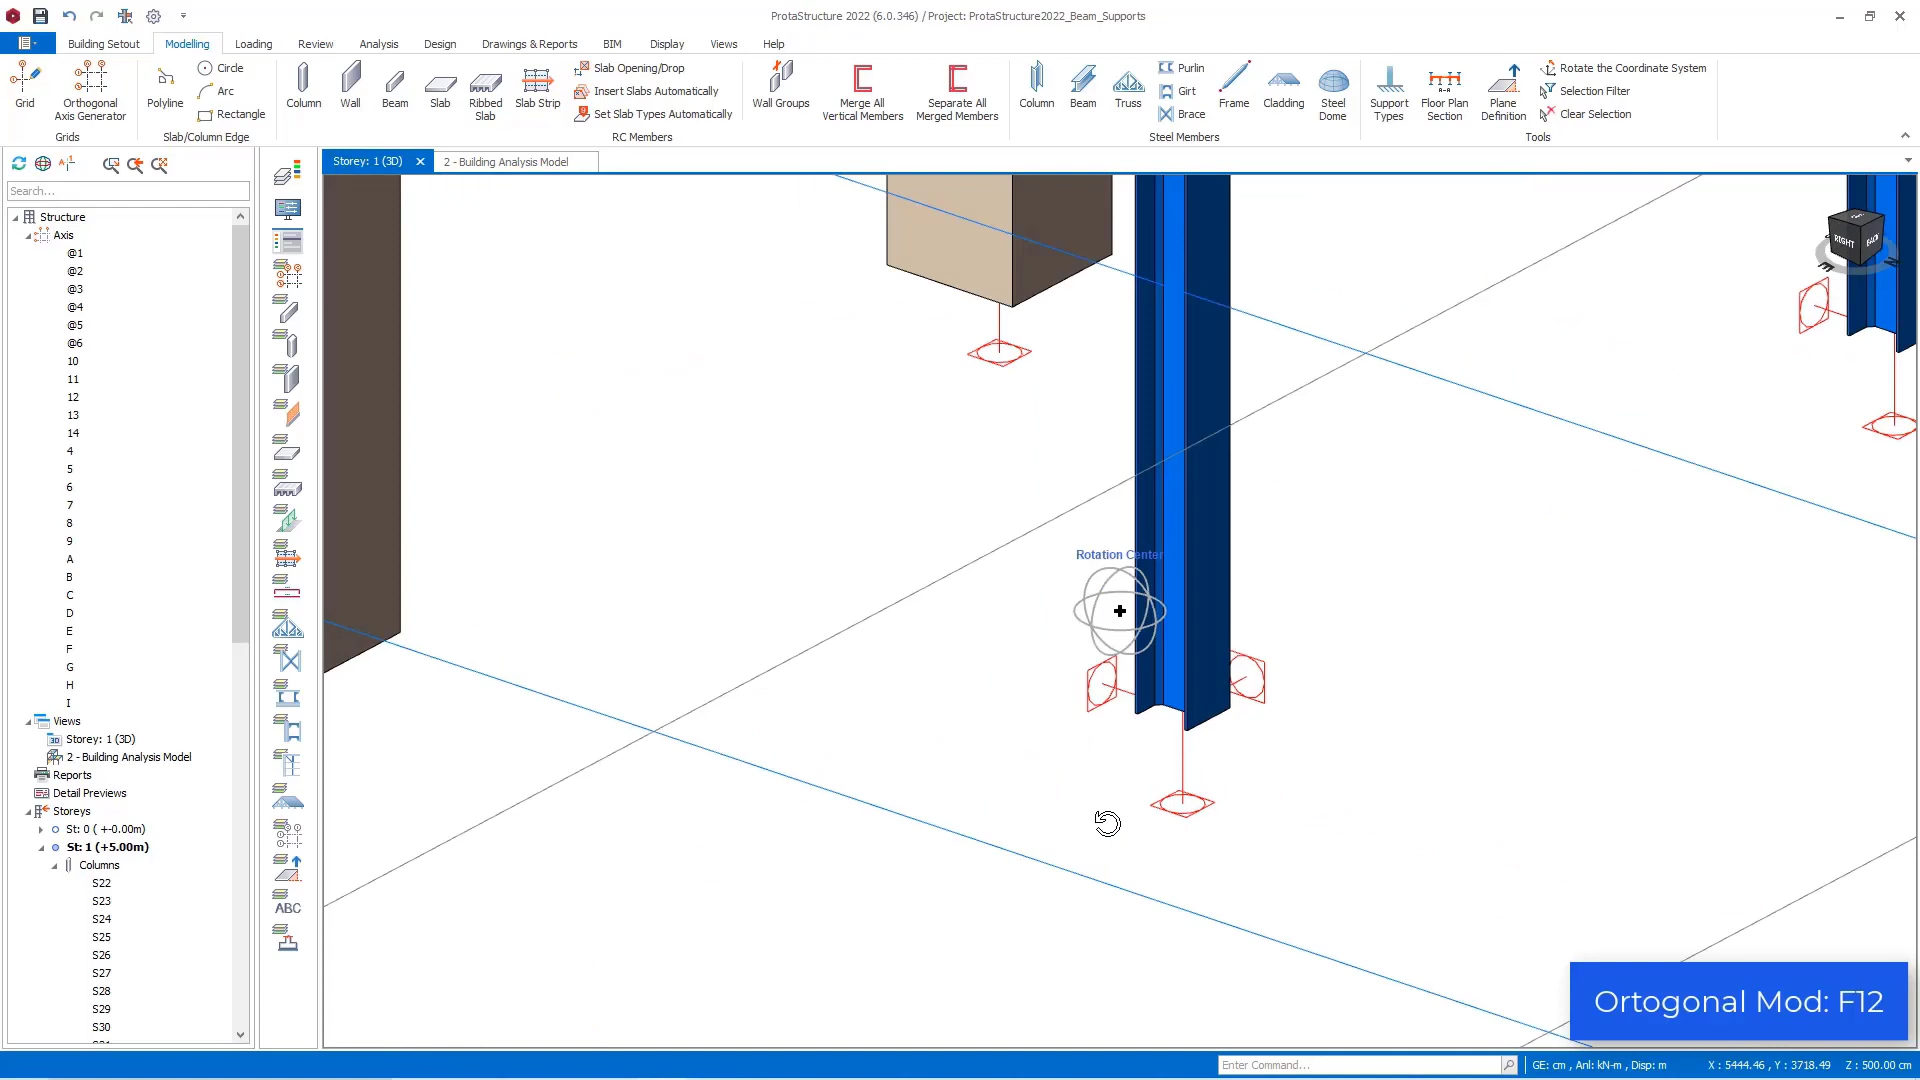 ProtaStructure 2022 (6.0.346) / Project: ProtaStructure2022_Beam_Supports
Building Setout
Modelling
Loading
Review
Analysis
Design
Drawings & Reports
BIM
Display
Views
Help
Grid
Orthogonal
Axis Generator
Grids
Polyline
Circle
Arc
Rectangle
Slab/Column Edge
Column
Wall
Beam
Slab
Ribbed
Slab
Slab Strip
Slab Opening/Drop
Insert Slabs Automatically
Set Slab Types Automatically
RC Members
Wall Groups
Merge All
Vertical Members
Separate All
Merged Members
Column
Beam
Truss
Purlin
Girt
Brace
Frame
Cladding
Steel
Dome
Steel Members
Support
Types
Floor Plan
Section
Plane
Definition
Rotate the Coordinate System
Selection Filter
Clear Selection
Tools
Search...
Structure
Axis
@1
@2
@3
@4
@5
@6
10
11
12
13
14
4
5
6
7
8
9
A
B
C
D
E
F
G
H
I
Views
Storey: 1 (3D)
2 - Building Analysis Model
Reports
Detail Previews
Storeys
St: 0 ( +-0.00m)
St: 1 (+5.00m)
Columns
S22
S23
S24
S25
S26
S27
S28
S29
S30
ABC
Storey: 1 (3D)
2 - Building Analysis Model
RIGHT
BACK
E
N
Rotation Center
Ortogonal Mod: F12
Enter Command...
GE: cm , Anl: kN-m , Disp: m
X : 5444.46 , Y : 3718.49
Z : 500.00 cm